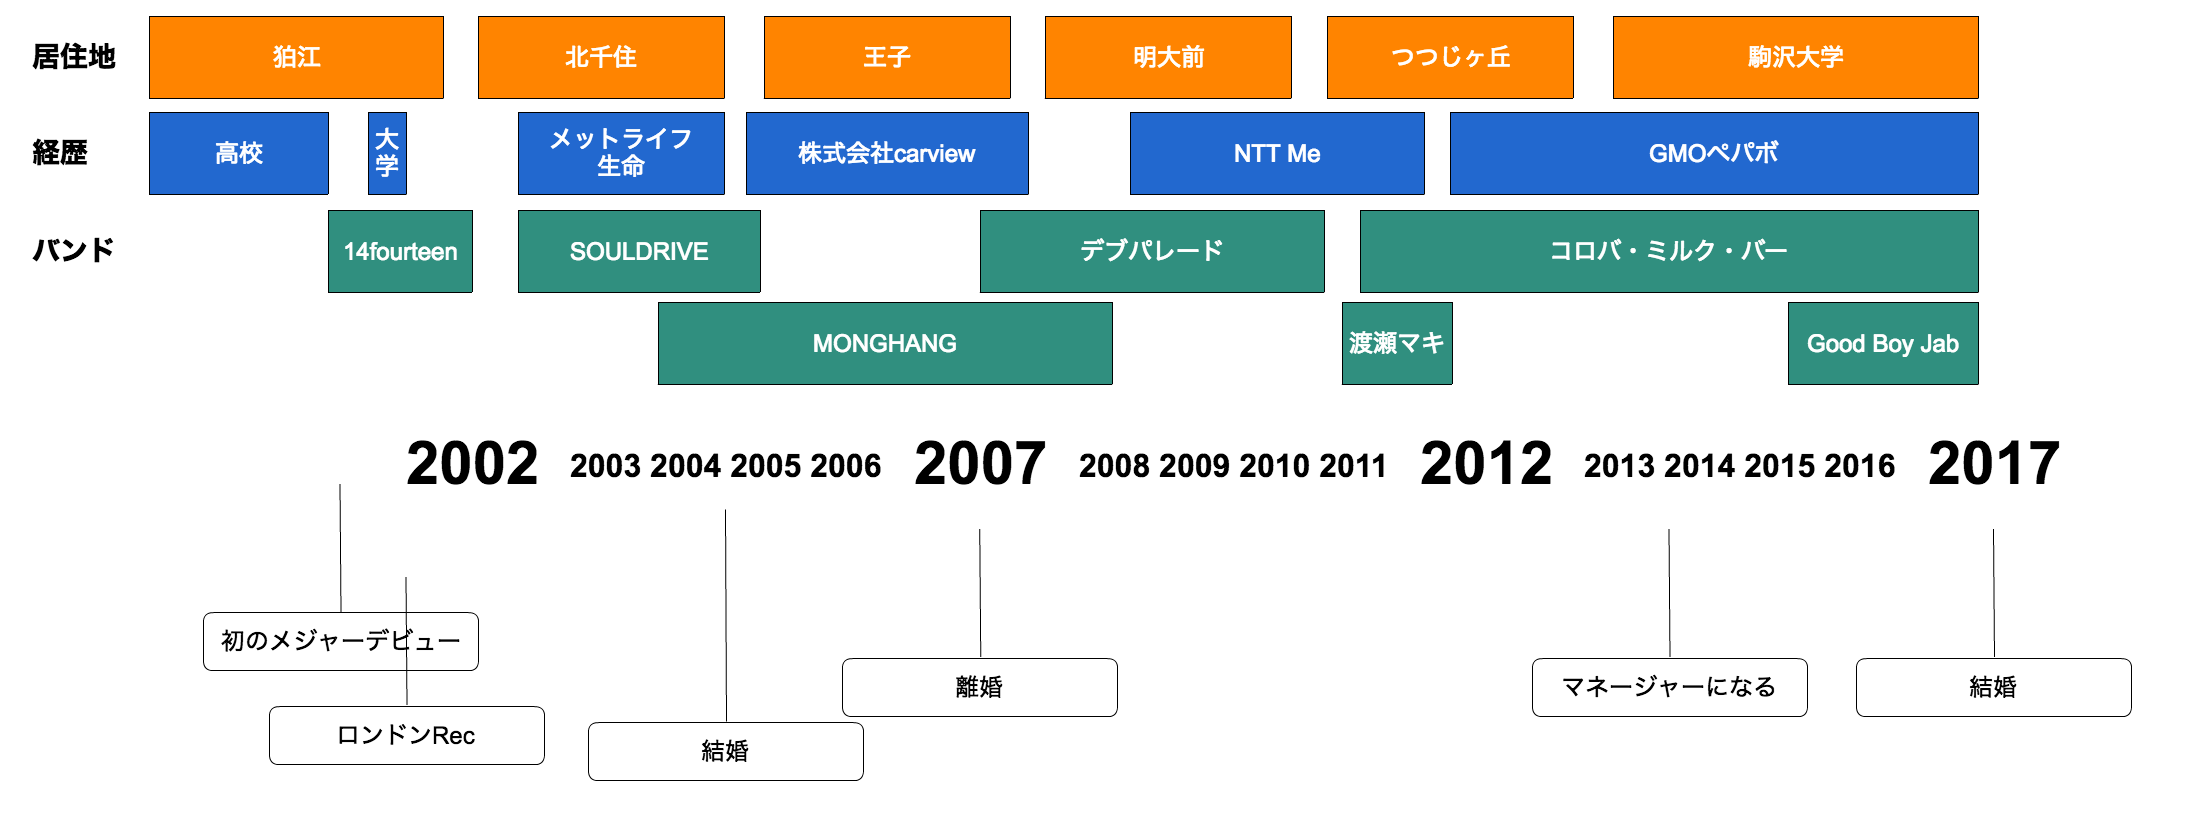 居住地 狛江 北千住 王子 明大前 つつじヶ丘 駒沢大学
経歴 高校 大学 メットライフ生命 株式会社carview NTT Me GMOペパボ
バンド 14fourteen SOULDRIVE デブパレード コロバ・ミルク・バー
MONGHANG 渡瀬マキ Good Boy Jab
2002 2003 2004 2005 2006 2007 2008 2009 2010 2011 2012 2013 2014 2015 2016 2017
初のメジャーデビュー
離婚 マネージャーになる 結婚
ロンドンRec 結婚